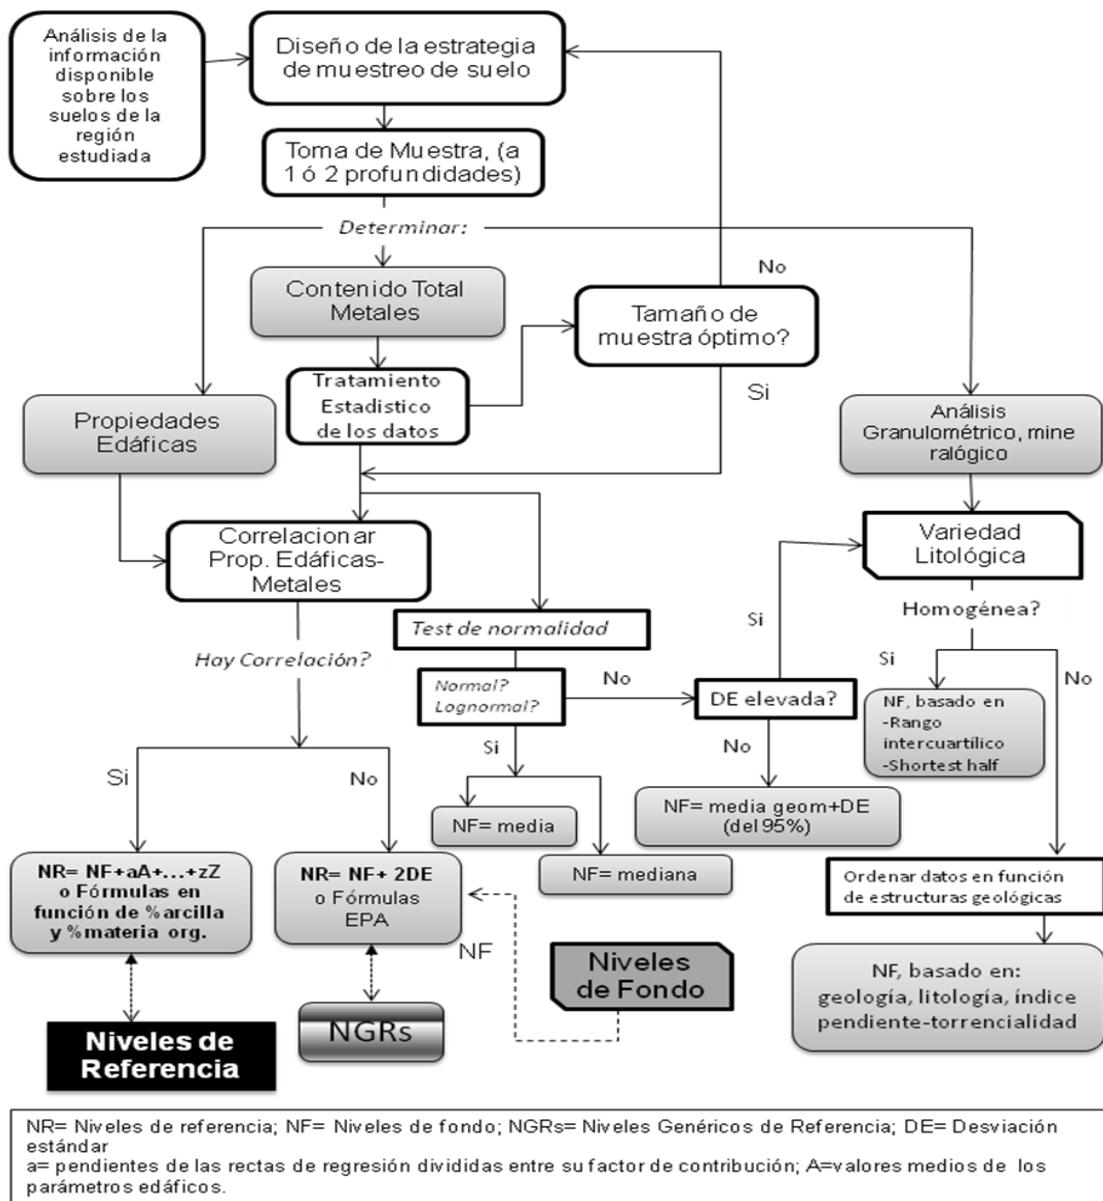 Análisis de la
información
disponible
sobre los
suelos de la
región
estudiada
Diseño de la estrategia
de muestreo de suelo
Toma de Muestra, (a
1 ó 2 profundidades)
Determinar:
Contenido Total
Metales
No
Tamaño de
muestra óptimo?
Si
Tratamiento
Estadistico
de los datos
Propiedades
Edáficas
Análisis
Granulométrico, mine
ralógico
Correlacionar
Prop. Edáficas-
Metales
Variedad
Litológica
Homogénea?
Si
No
Test de normalidad
Si
Hay Correlación?
Normal?
Lognormal?
No
DE elevada?
NF, basado en
-Rango
intercuartílico
-Shortest half
Si
No
Si
No
NF= media
NF= mediana
NF= media geom+DE
(del 95%)
NR= NF+aA+...+zZ
o Fórmulas en
función de %arcilla
y %materia org.
NR= NF+ 2DE
o Fórmulas
EPA
NF
Ordenar datos en función
de estructuras geológicas
Niveles
de Fondo
NF, basado en:
geología, litología, índice
pendiente-torrencialidad
Niveles de
Referencia
NGRs
NR= Niveles de referencia; NF= Niveles de fondo; NGRs= Niveles Genéricos de Referencia; DE= Desviación
estándar
a= pendientes de las rectas de regresión divididas entre su factor de contribución; A=valores medios de los
parámetros edáficos.